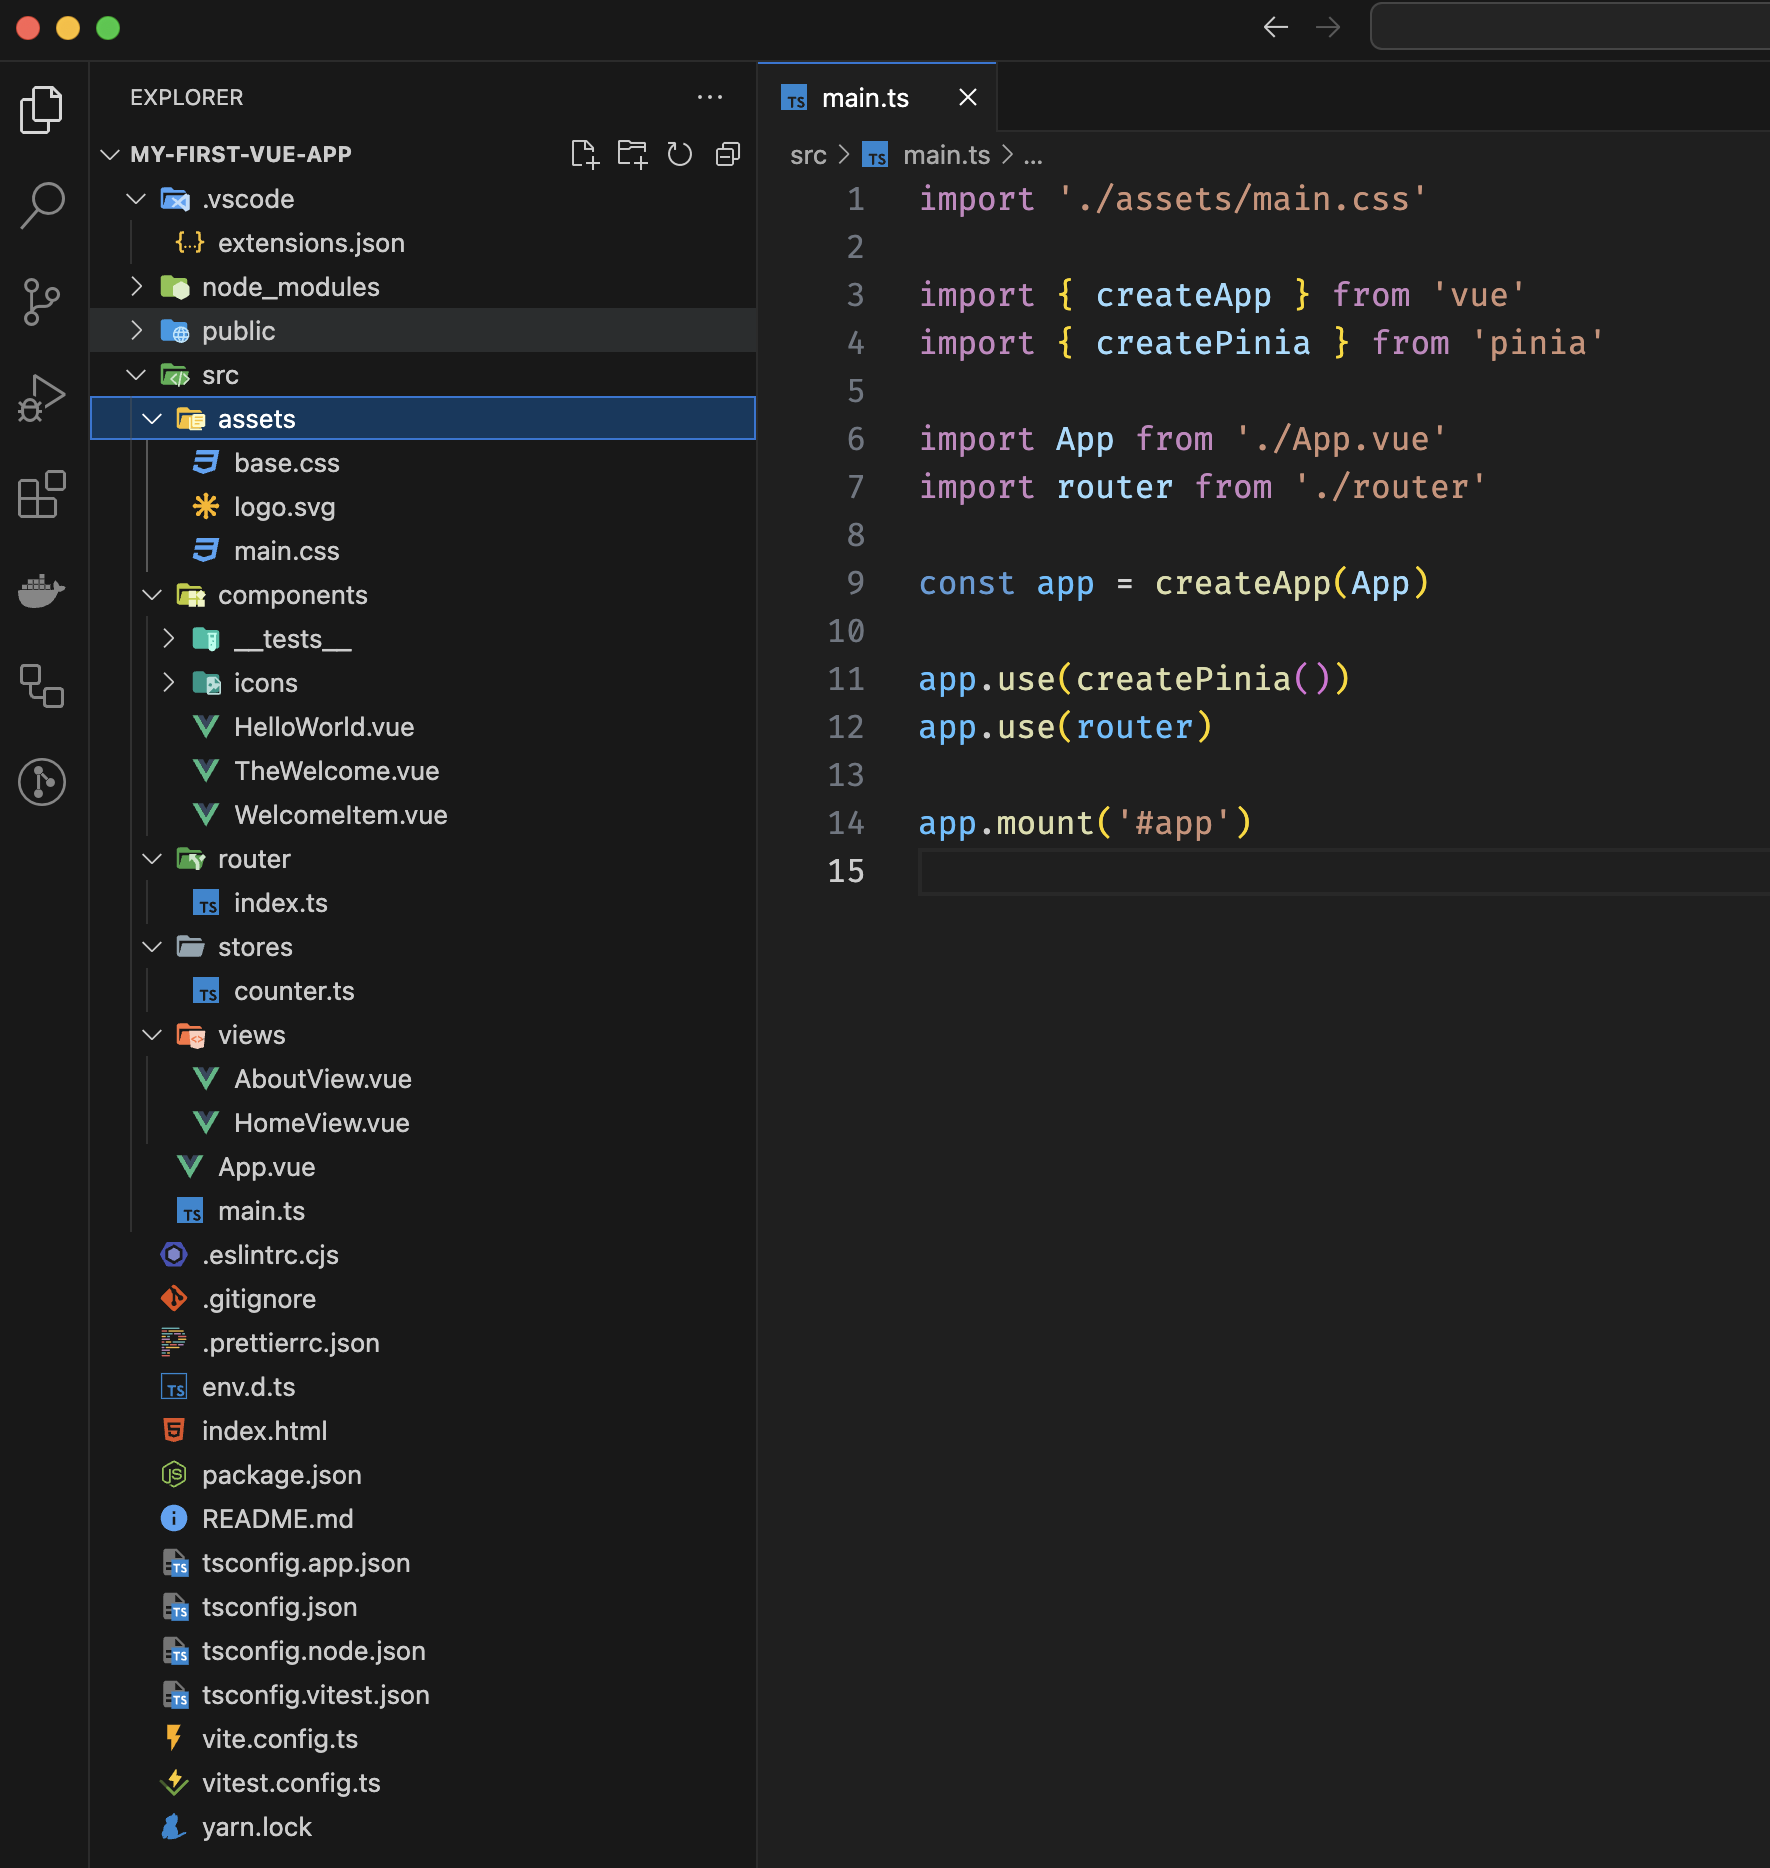 EXPLORER
MY-FIRST-VUE-APP
.vscode
extensions.json
node_modules
public
src
assets
base.css
logo.svg
main.css
components
__tests__
icons
HelloWorld.vue
TheWelcome.vue
WelcomeItem.vue
router
index.ts
stores
counter.ts
views
AboutView.vue
HomeView.vue
App.vue
main.ts
.eslintrc.cjs
.gitignore
.prettierrc.json
env.d.ts
index.html
package.json
README.md
tsconfig.app.json
tsconfig.json
tsconfig.node.json
tsconfig.vitest.json
vite.config.ts
vitest.config.ts
yarn.lock
TS main.ts
src > TS main.ts > ...
1 import './assets/main.css'
2
3 import { createApp } from 'vue'
4 import { createPinia } from 'pinia'
5
6 import App from './App.vue'
7 import router from './router'
8
9 const app = createApp(App)
10
11 app.use(createPinia())
12 app.use(router)
13
14 app.mount('#app')
15